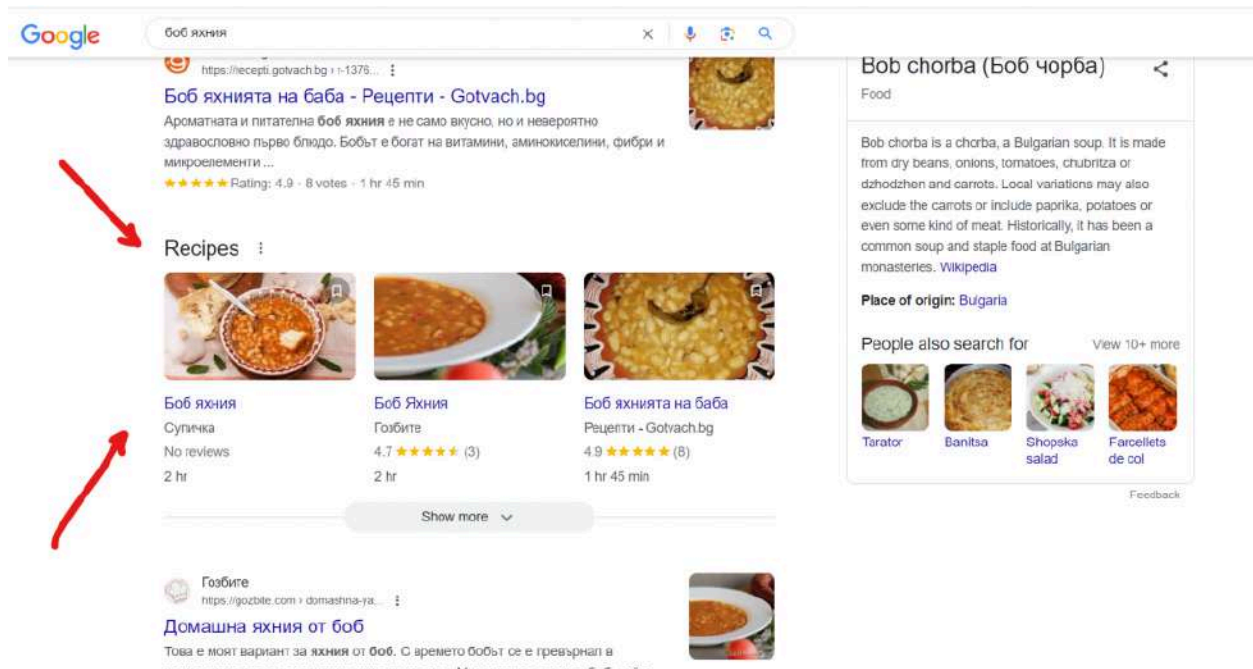 Google
боб яхния
https://recepti.gotvach.bg › r-1376...
Боб яхнията на баба - Рецепти - Gotvach.bg
Ароматната и питателна боб яхния е не само вкусно, но и невероятно
здравословно първо блюдо. Бобът е богат на витамини, аминокиселини, фибри и
микроелементи ...
Rating: 4.9 · 8 votes · 1 hr 45 min
Recipes
Боб яхния
Супичка
No reviews
2 hr
Боб Яхния
Гозбите
4.7 (3)
2 hr
Боб яхнията на баба
Рецепти - Gotvach.bg
4.9 (8)
1 hr 45 min
Show more
Гозбите
https://gozbite.com › domashna-ya...
Домашна яхния от боб
Това е моят вариант за яхния от боб. С времето бобът се е превърнал в
Bob chorba (Боб чорба)
Food
Bob chorba is a chorba, a Bulgarian soup. It is made
from dry beans, onions, tomatoes, chubritza or
dzhodzhen and carrots. Local variations may also
exclude the carrots or include paprika, potatoes or
even some kind of meat. Historically, it has been a
common soup and staple food at Bulgarian
monasteries. Wikipedia
Place of origin: Bulgaria
People also search for
View 10+ more
Tarator
Banitsa
Shopska
salad
Farcellets
de col
Feedback